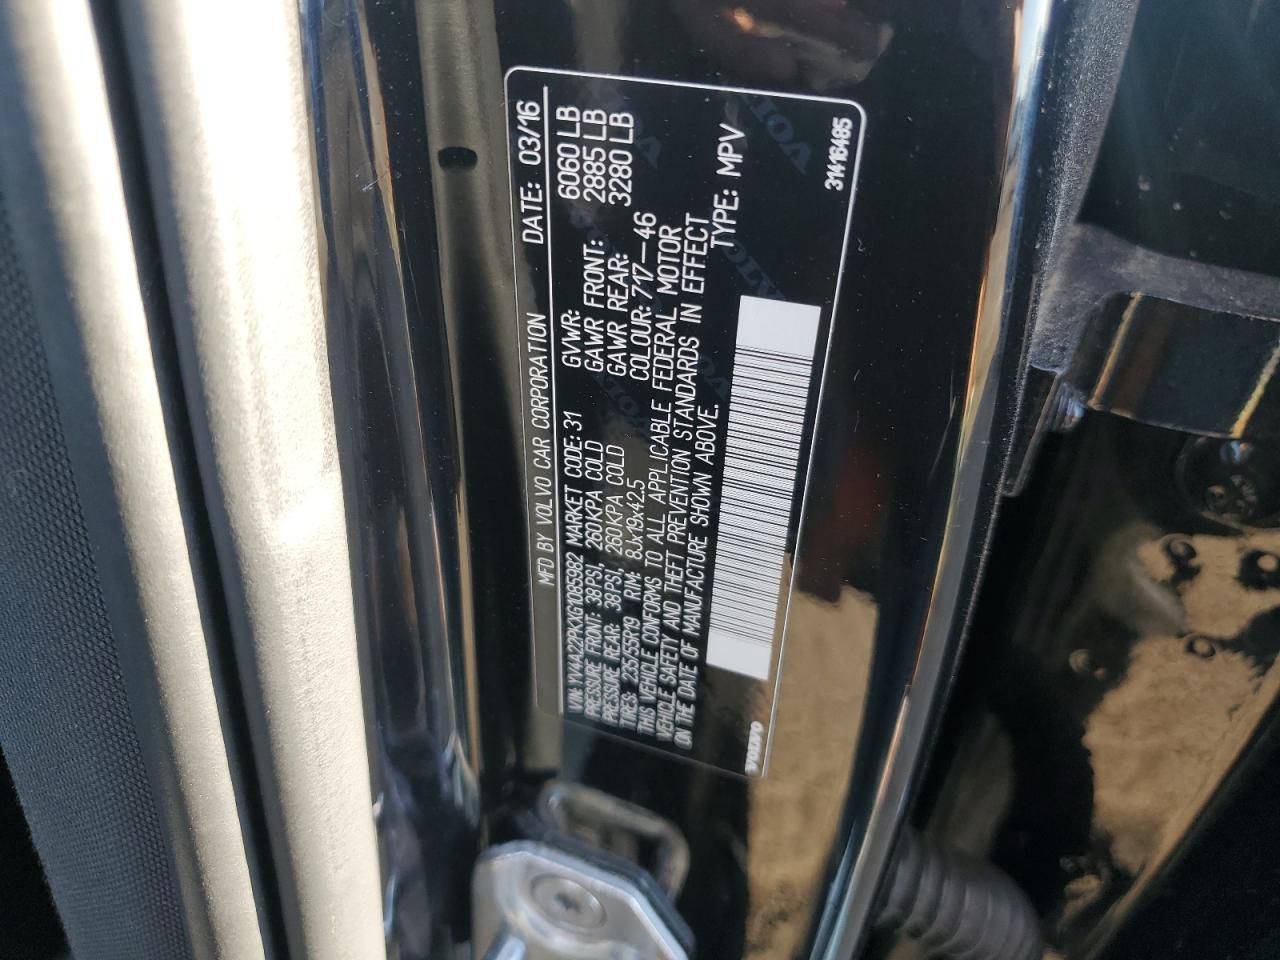 MFD BY VOLVO CAR CORPORATION DATE: 03/16
VIN: YV4A22PKXG1085982 MARKET CODE: 31 GVWR: 6060 LB
PRESSURE FRONT: 38PSI, 260KPA COLD GAWR FRONT: 2885 LB
PRESSURE REAR: 38PSI, 260KPA COLD GAWR REAR: 3280 LB
TIRES: 235/55R19 RIM: 8Jx19x42.5 COLOUR: 717—46
THIS VEHICLE CONFORMS TO ALL APPLICABLE FEDERAL MOTOR
VEHICLE SAFETY AND THEFT PREVENTION STANDARDS IN EFFECT
ON THE DATE OF MANUFACTURE SHOWN ABOVE. TYPE: MPV
VOLVO
31416485